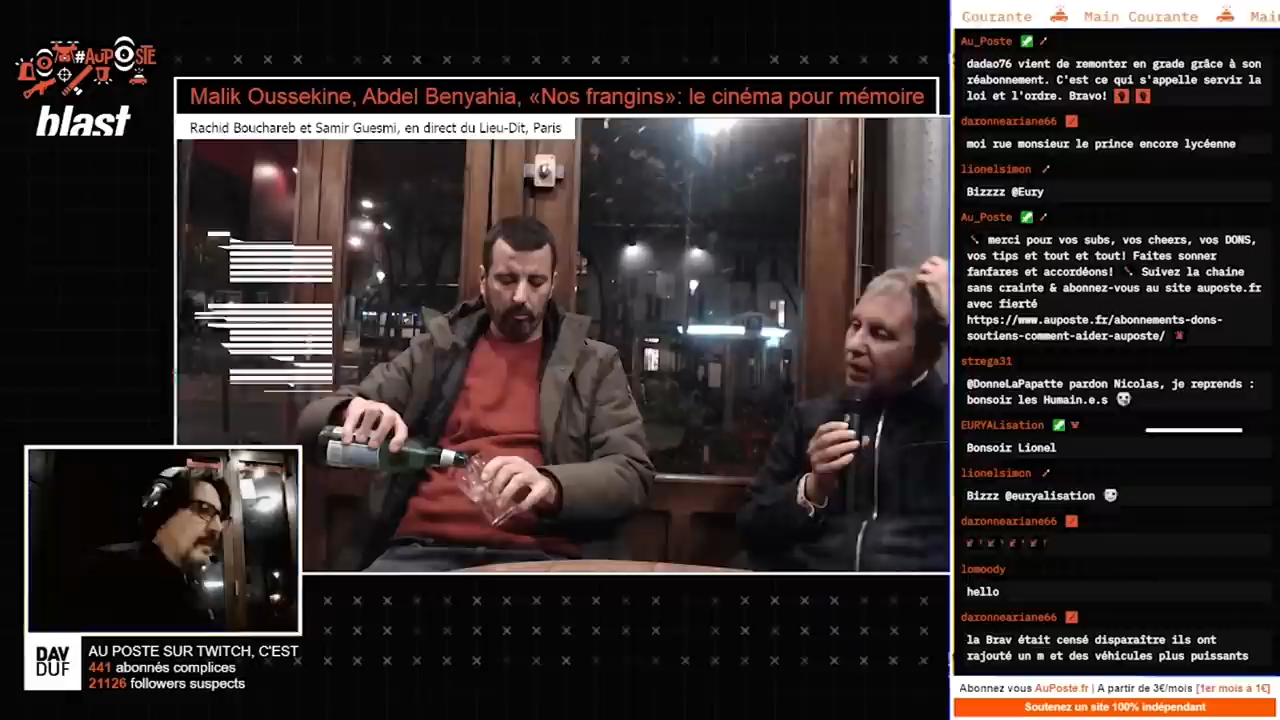 #AUPOSTE
blast
Malik Oussekine, Abdel Benyahia, «Nos frangins»: le cinéma pour mémoire
Rachid Bouchareb et Samir Guesmi, en direct du Lieu-Dit, Paris
DAV
DUF
AU POSTE SUR TWITCH, C'EST
441 abonnés complices
21126 followers suspects
Courante Main Courante Main
Au_Poste
dadao76 vient de remonter en grade grâce à son
réabonnement. C'est ce qui s'appelle servir la
loi et l'ordre. Bravo!
daronneariane66
moi rue monsieur le prince encore lycéenne
lionelsimon
Bizzzz @Eury
Au_Poste
merci pour vos subs, vos cheers, vos DONS,
vos tips et tout et tout! Faites sonner
fanfares et accordéons! Suivez la chaine
sans crainte & abonnez-vous au site auposte.fr
avec fierté
https://www.auposte.fr/abonnements-dons-
soutiens-comment-aider-auposte/
strega31
@DonneLaPapatte pardon Nicolas, je reprends :
bonsoir les Humain.e.s
EURYALisation
Bonsoir Lionel
lionelsimon
Bizzz @euryalisation
daronneariane66
lomoody
hello
daronneariane66
la Brav était censé disparaître ils ont
rajouté un m et des véhicules plus puissants
Abonnez vous AuPoste.fr | A partir de 3€/mois [1er mois à 1€]
Soutenez un site 100% indépendant